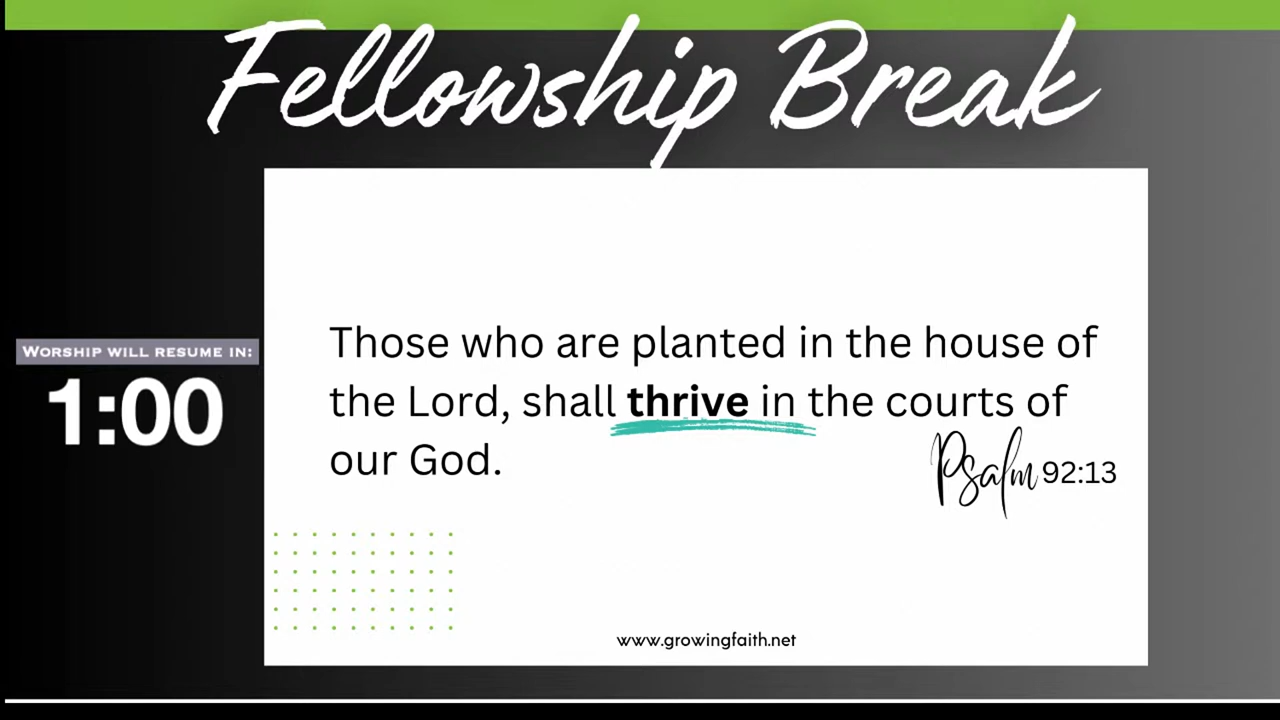 Fellowship Break
WORSHIP WILL RESUME IN:
1:00
Those who are planted in the house of
the Lord, shall thrive in the courts of
our God.
Psalm 92:13
www.growingfaith.net